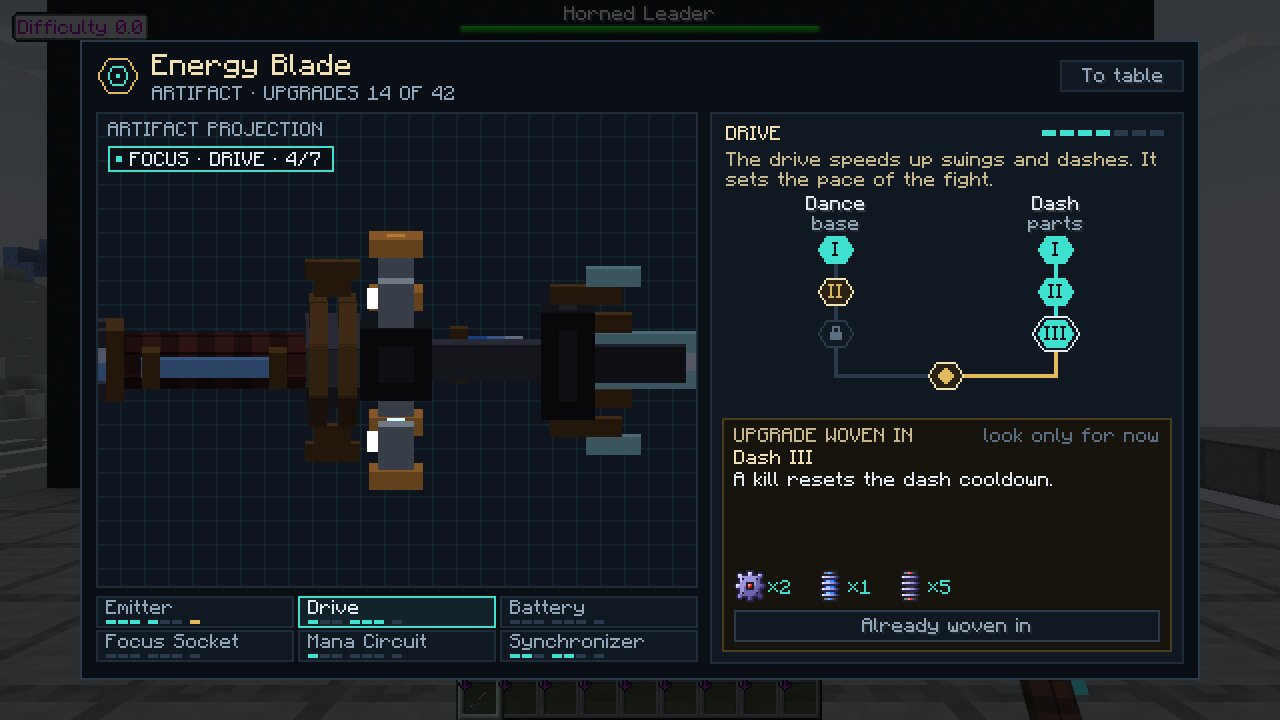 Horned Leader
Difficulty 0.0
Energy Blade
ARTIFACT · UPGRADES 14 OF 42
To table
ARTIFACT PROJECTION
FOCUS · DRIVE · 4/7
DRIVE
The drive speeds up swings and dashes. It
sets the pace of the fight.
Dance
base
Dash
parts
I
I
II
II
III
UPGRADE WOVEN IN
look only for now
Dash III
A kill resets the dash cooldown.
×2
×1
×5
Already woven in
Emitter
Drive
Battery
Focus Socket
Mana Circuit
Synchronizer